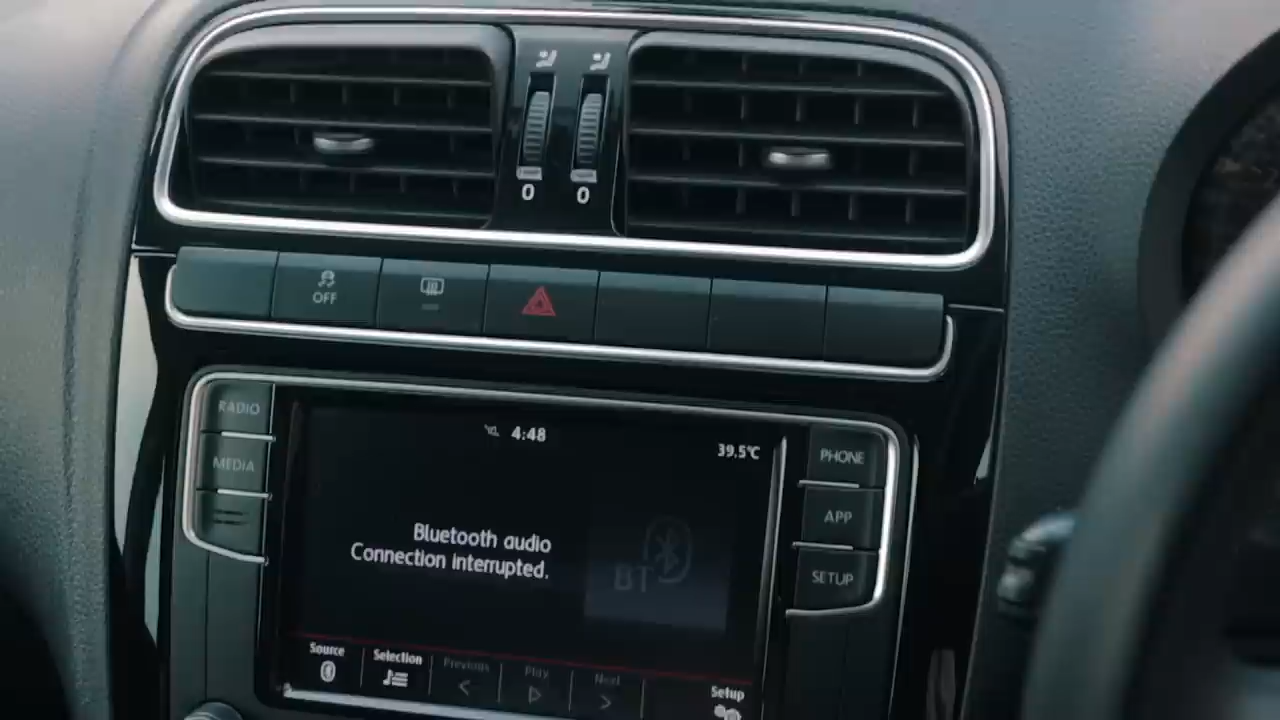 0 0
OFF
RADIO
MEDIA
4:48
39.5°C
PHONE
APP
SETUP
Bluetooth audio
Connection interrupted.
BT
Source
Selection
Previous
Play
Next
Setup